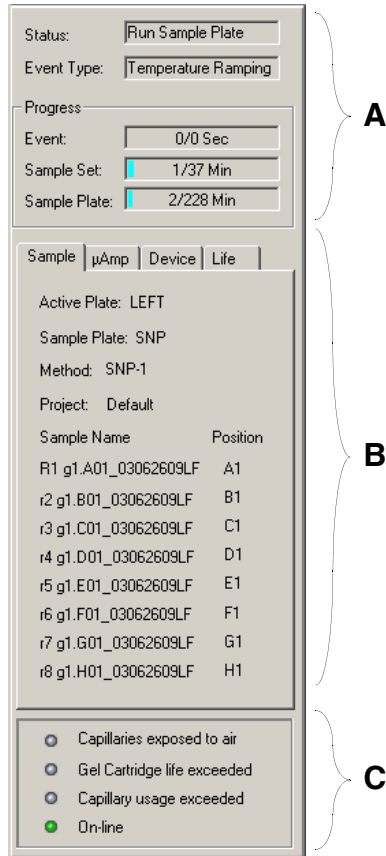 Status: Run Sample Plate
Event Type: Temperature Ramping
Progress
Event: 0/0 Sec
Sample Set: 1/37 Min
Sample Plate: 2/228 Min
A
Sample µAmp Device Life
Active Plate: LEFT
Sample Plate: SNP
Method: SNP-1
Project: Default
Sample Name Position
R1 g1.A01_03062609LF A1
r2 g1.B01_03062609LF B1
r3 g1.C01_03062609LF C1
r4 g1.D01_03062609LF D1
r5 g1.E01_03062609LF E1
r6 g1.F01_03062609LF F1
r7 g1.G01_03062609LF G1
r8 g1.H01_03062609LF H1
B
Capillaries exposed to air
Gel Cartridge life exceeded
Capillary usage exceeded
On-line
C